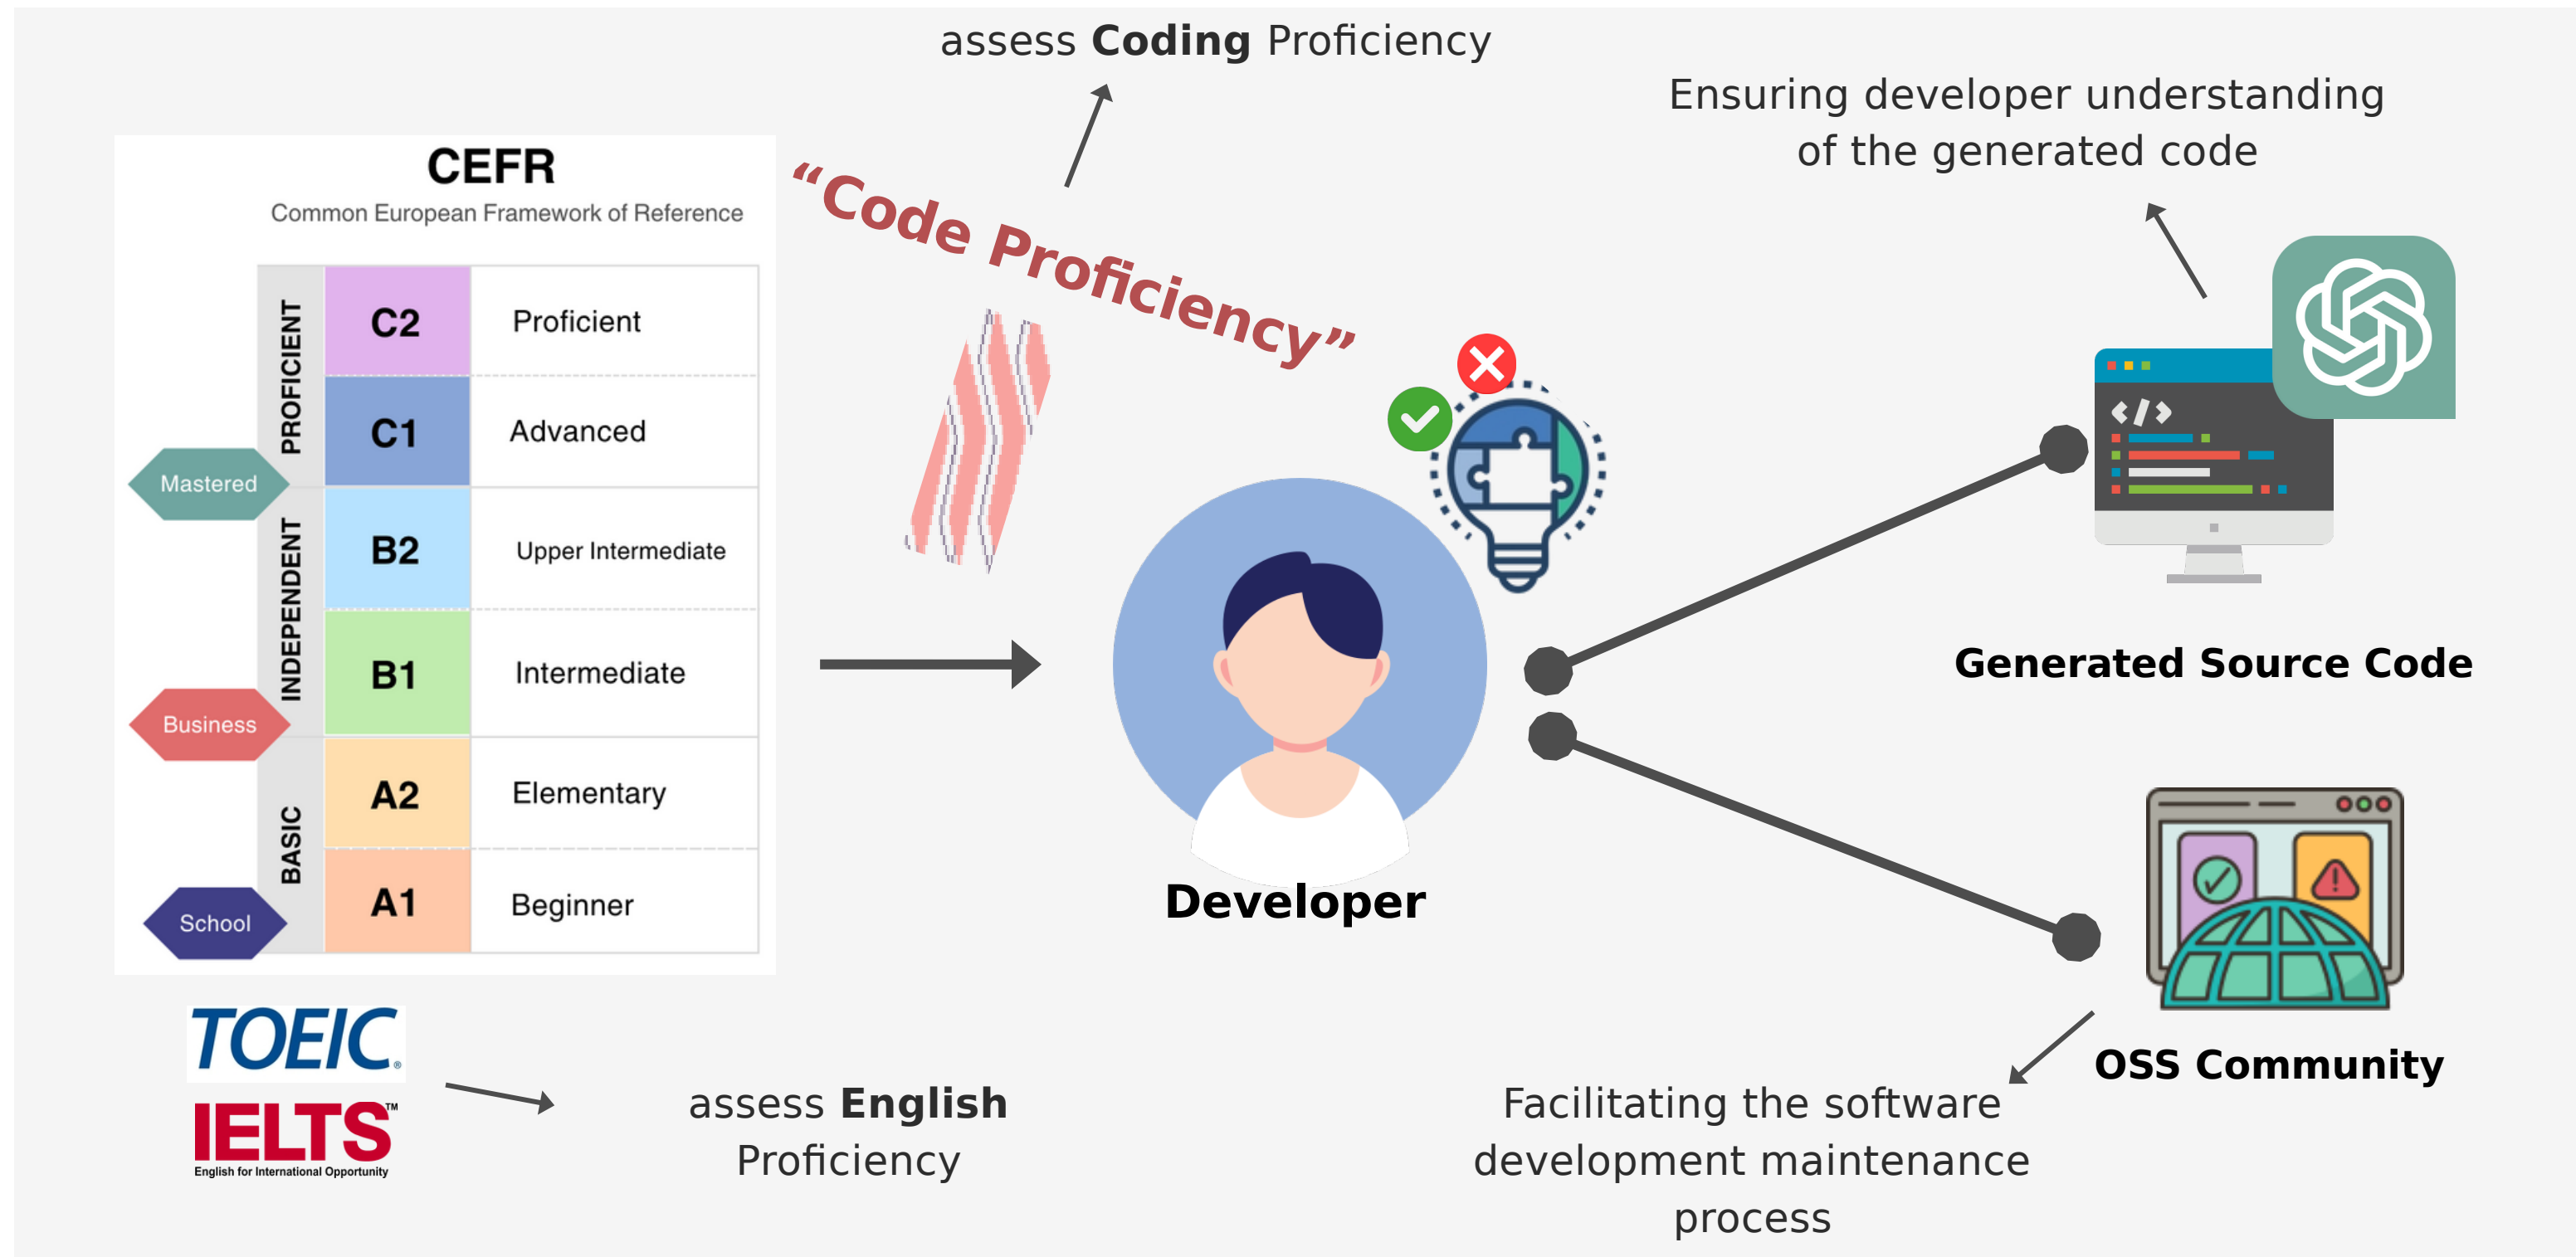 assess Coding Proficiency
Ensuring developer understanding
of the generated code
CEFR
Common European Framework of Reference
“Code Proficiency”
PROFICIENT
C2
Proficient
C1
Advanced
Mastered
INDEPENDENT
B2
Upper Intermediate
B1
Intermediate
Business
BASIC
A2
Elementary
A1
Beginner
School
</>
Generated Source Code
Developer
OSS Community
TOEIC®
IELTS™
English for International Opportunity
assess English
Proficiency
Facilitating the software
development maintenance
process